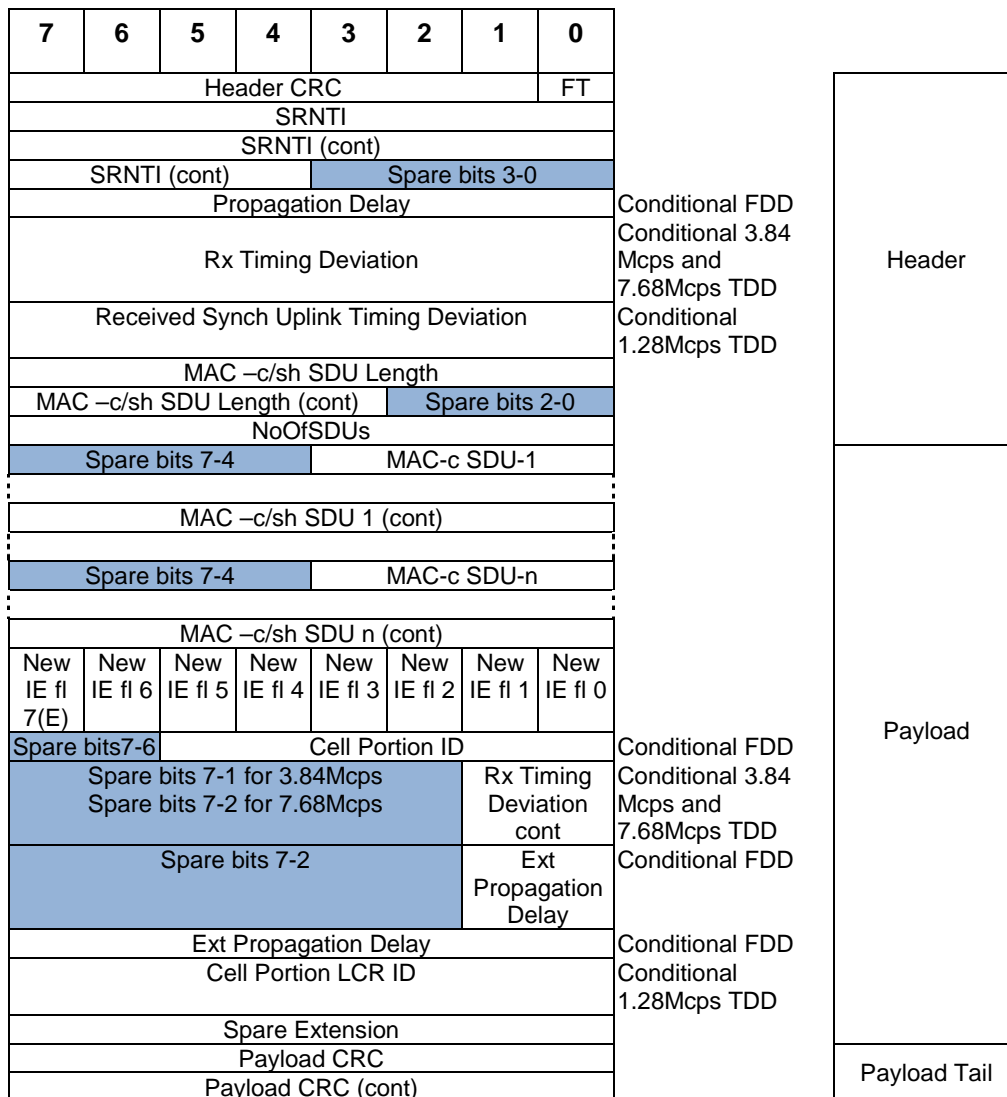 7 6 5 4 3 2 1 0
Header CRC FT
SRNTI
SRNTI (cont)
SRNTI (cont) Spare bits 3-0
Propagation Delay Conditional FDD
Rx Timing Deviation
Conditional 3.84
Mcps and
7.68Mcps TDD
Header
Received Synch Uplink Timing Deviation
Conditional
1.28Mcps TDD
MAC –c/sh SDU Length
MAC –c/sh SDU Length (cont) Spare bits 2-0
NoOfSDUs
Spare bits 7-4 MAC-c SDU-1
MAC –c/sh SDU 1 (cont)
Spare bits 7-4 MAC-c SDU-n
MAC –c/sh SDU n (cont)
New New New New New New New New
IE fl IE fl 6 IE fl 5 IE fl 4 IE fl 3 IE fl 2 IE fl 1 IE fl 0
7(E)
Payload
Spare bits7-6 Cell Portion ID Conditional FDD
Spare bits 7-1 for 3.84Mcps
Spare bits 7-2 for 7.68Mcps
Rx Timing
Deviation
cont
Conditional 3.84
Mcps and
7.68Mcps TDD
Spare bits 7-2
Ext
Propagation
Delay
Conditional FDD
Ext Propagation Delay Conditional FDD
Cell Portion LCR ID
Conditional
1.28Mcps TDD
Spare Extension
Payload CRC
Payload CRC (cont)
Payload Tail